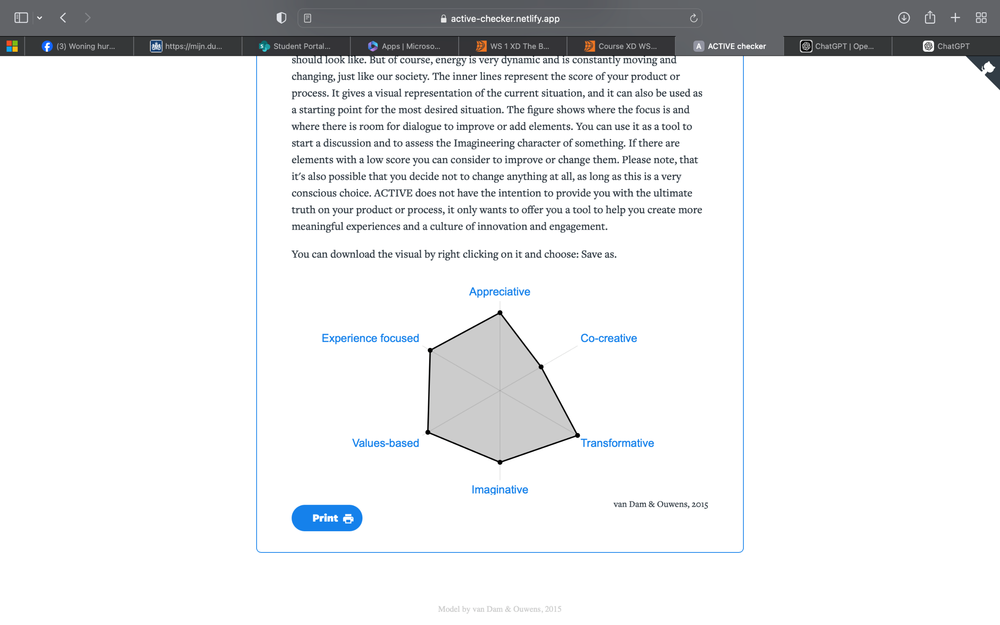 active-checker.netlify.app
(3) Woning hur...
https://mijn.du...
Student Portal...
Apps | Microso...
WS 1 XD The B...
Course XD WS...
A ACTIVE checker
ChatGPT | Ope...
ChatGPT
should look like. But of course, energy is very dynamic and is constantly moving and
changing, just like our society. The inner lines represent the score of your product or
process. It gives a visual representation of the current situation, and it can also be used as
a starting point for the most desired situation. The figure shows where the focus is and
where there is room for dialogue to improve or add elements. You can use it as a tool to
start a discussion and to assess the Imagineering character of something. If there are
elements with a low score you can consider to improve or change them. Please note, that
it's also possible that you decide not to change anything at all, as long as this is a very
conscious choice. ACTIVE does not have the intention to provide you with the ultimate
truth on your product or process, it only wants to offer you a tool to help you create more
meaningful experiences and a culture of innovation and engagement.
You can download the visual by right clicking on it and choose: Save as.
Appreciative
Experience focused
Co-creative
Values-based
Transformative
Imaginative
van Dam & Ouwens, 2015
Print
Model by van Dam & Ouwens, 2015